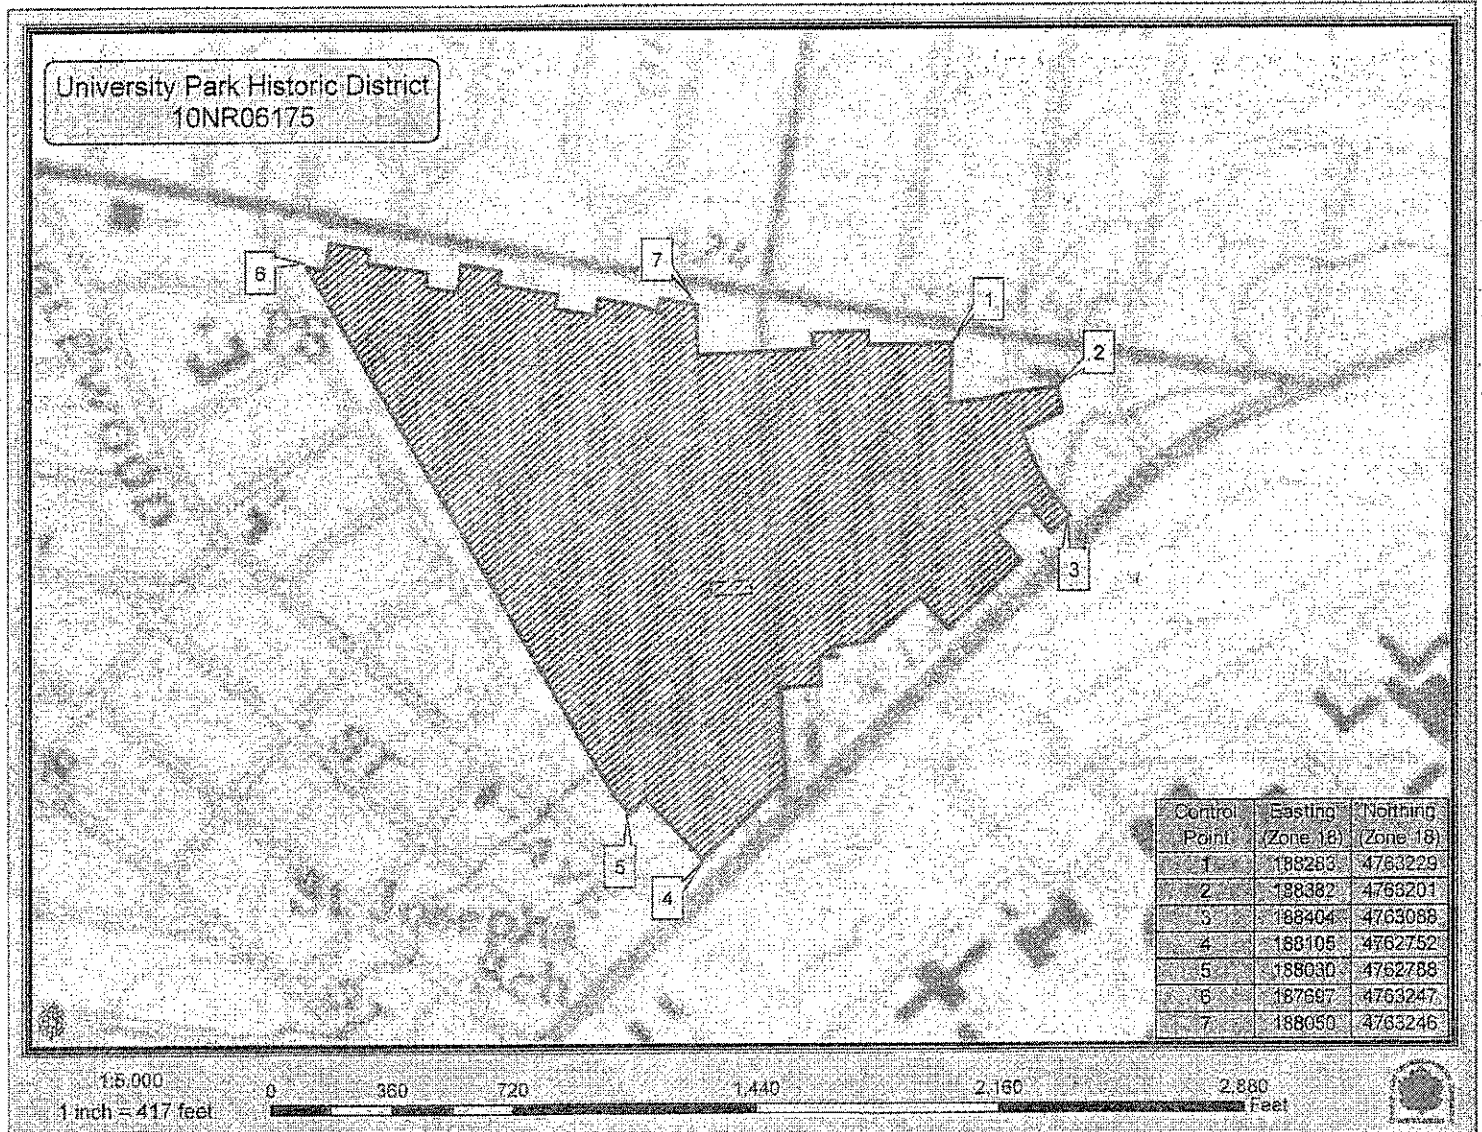 University Park Historic District
10NR06175
6
7
1
2
3
5
4
ST
Control Easting Northing
Point (Zone 18) (Zone 18)
1 188283 4763229
2 188382 4763201
3 188404 4763088
4 188105 4762752
5 188030 4762788
6 187697 4763247
7 188050 4763246
1:5,000
1 inch = 417 feet
0 360 720 1,440 2,160 2,880
Feet